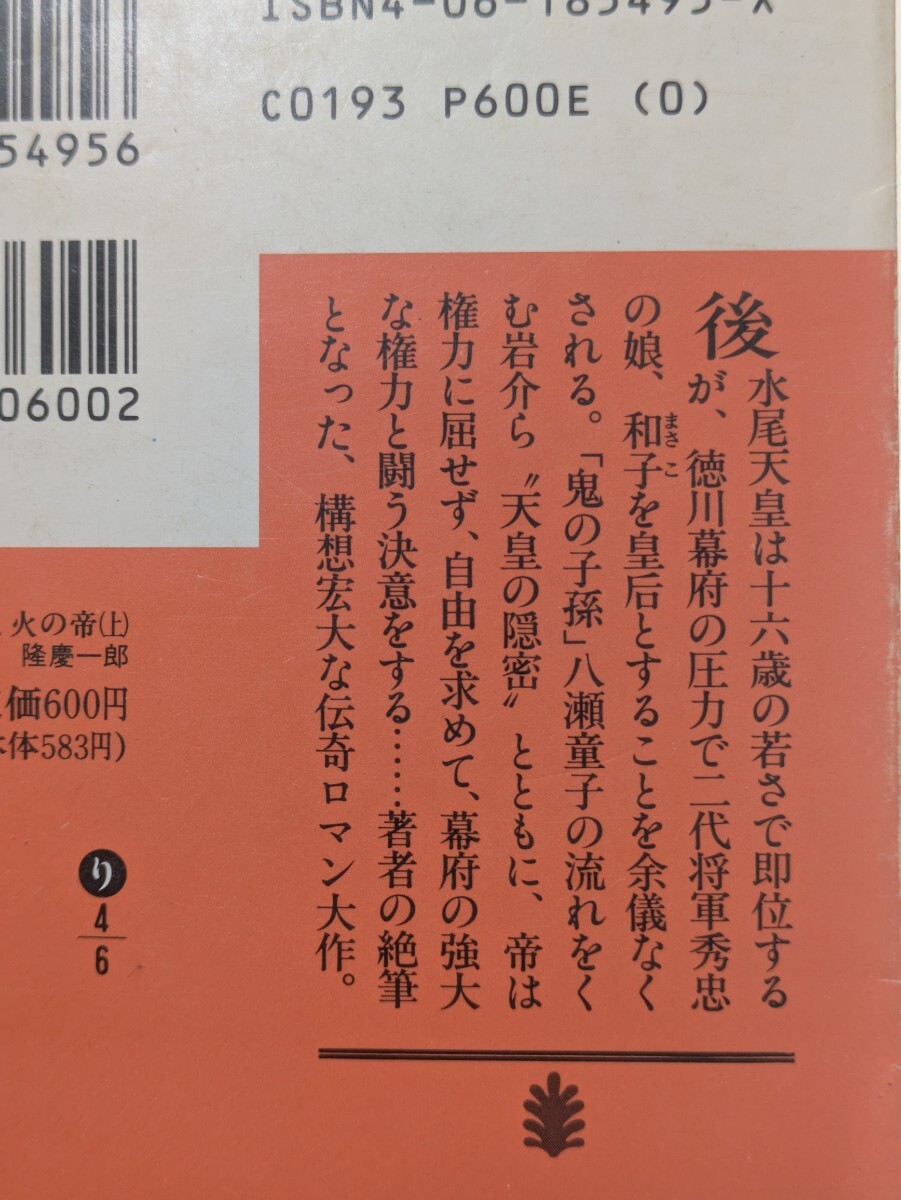 ISBN4-06-185495-X
C0193 P600E (0)
54956
06002
後水尾天皇は十六歳の若さで即位する
が、徳川幕府の圧力で二代将軍秀忠
の娘、和子を皇后とすることを余儀なく
まさこ
される。「鬼の子孫」八瀬童子の流れをく
む岩介ら〝天皇の隠密〟とともに、帝は
権力に屈せず、自由を求めて、幕府の強大
な権力と闘う決意をする……著者の絶筆
となった、構想宏大な伝奇ロマン大作。
火の帝(上)
隆慶一郎
価600円
体583円)
り
4
6